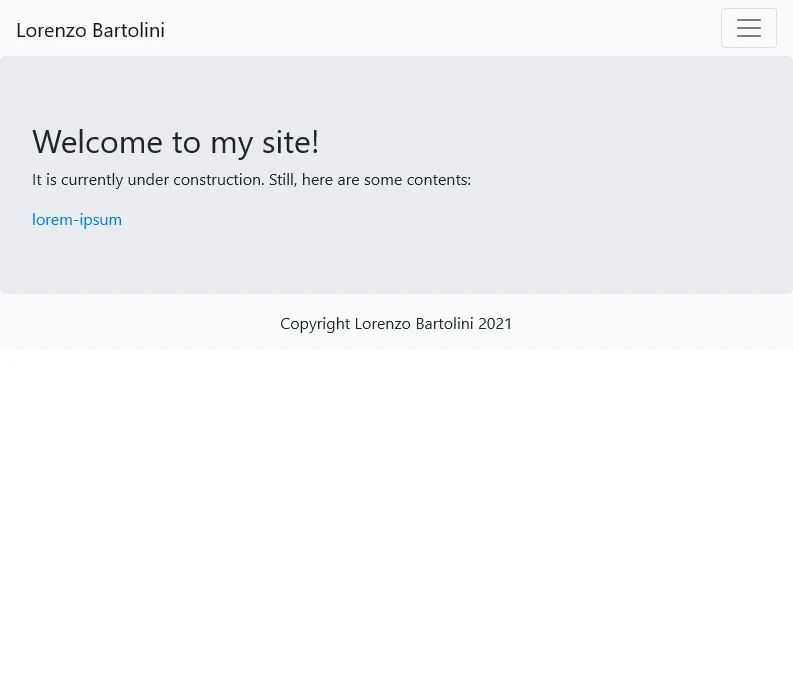 Lorenzo Bartolini
Welcome to my site!
It is currently under construction. Still, here are some contents:
lorem-ipsum
Copyright Lorenzo Bartolini 2021